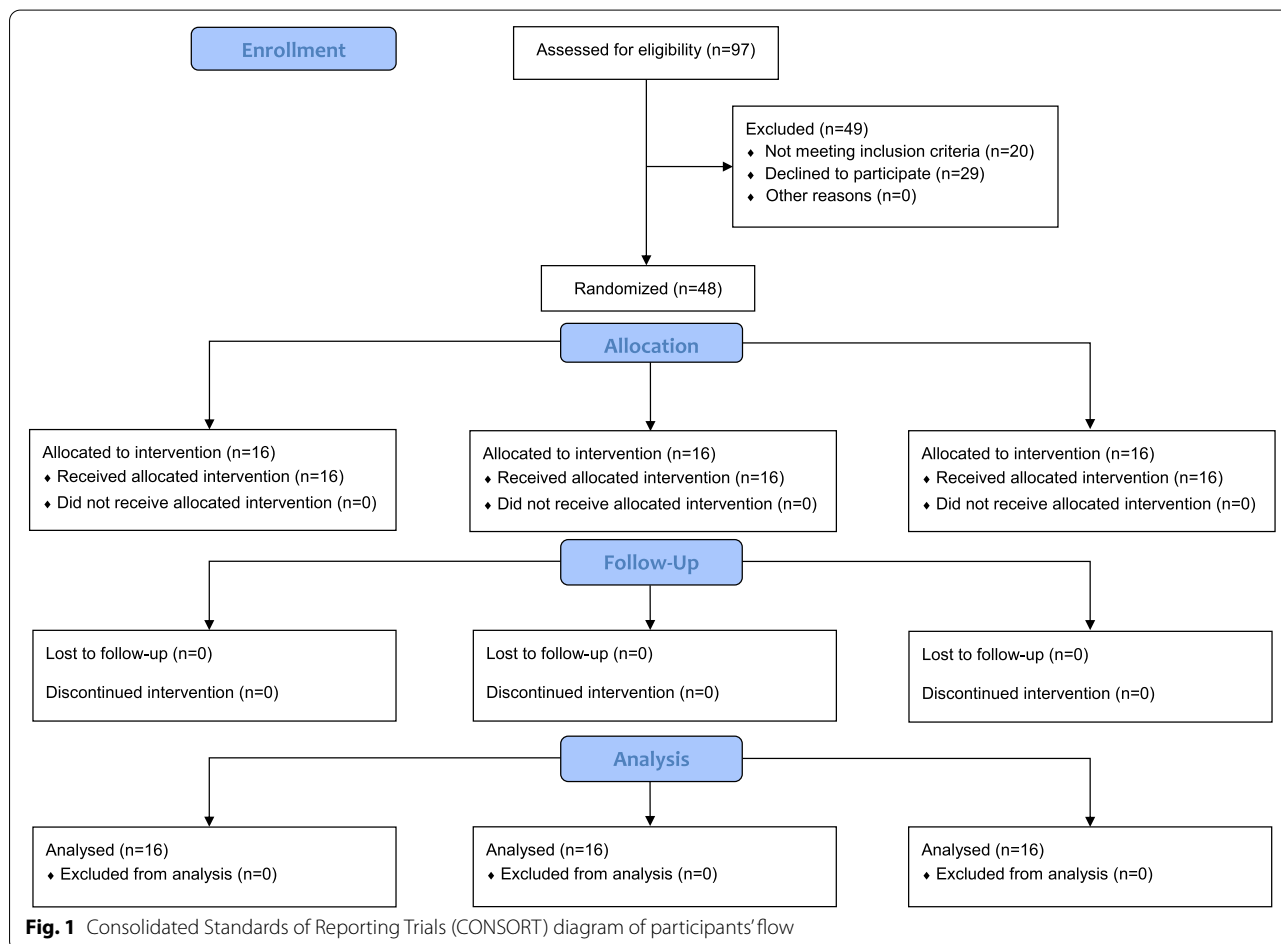 Enrollment
Assessed for eligibility (n=97)
Excluded (n=49)
♦ Not meeting inclusion criteria (n=20)
♦ Declined to participate (n=29)
♦ Other reasons (n=0)
Randomized (n=48)
Allocation
Allocated to intervention (n=16)
♦ Received allocated intervention (n=16)
♦ Did not receive allocated intervention (n=0)
Allocated to intervention (n=16)
♦ Received allocated intervention (n=16)
♦ Did not receive allocated intervention (n=0)
Allocated to intervention (n=16)
♦ Received allocated intervention (n=16)
♦ Did not receive allocated intervention (n=0)
Follow-Up
Lost to follow-up (n=0)
Discontinued intervention (n=0)
Lost to follow-up (n=0)
Discontinued intervention (n=0)
Lost to follow-up (n=0)
Discontinued intervention (n=0)
Analysis
Analysed (n=16)
♦ Excluded from analysis (n=0)
Analysed (n=16)
♦ Excluded from analysis (n=0)
Analysed (n=16)
♦ Excluded from analysis (n=0)
Fig. 1 Consolidated Standards of Reporting Trials (CONSORT) diagram of participants' flow